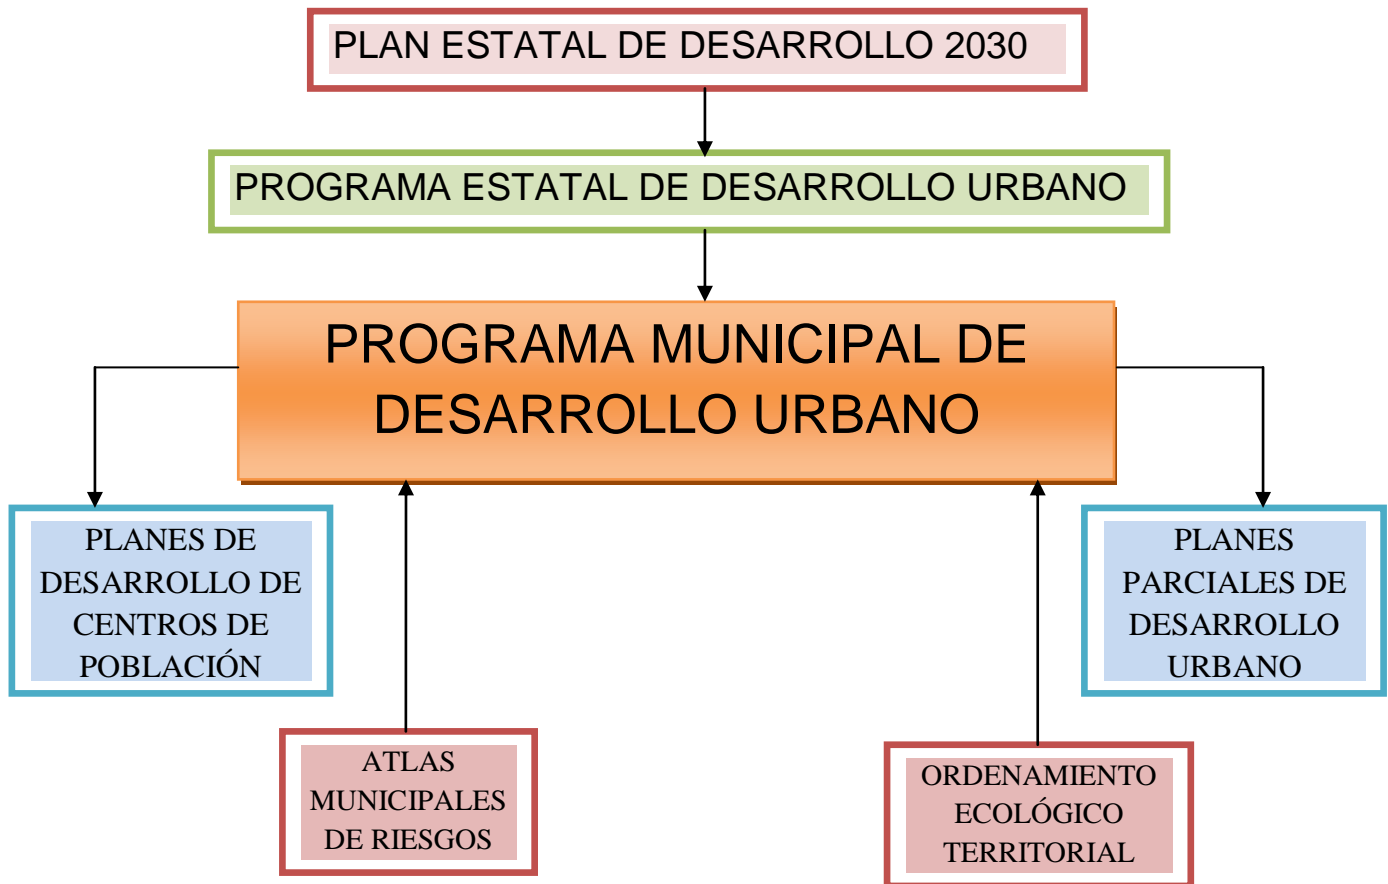 PLAN ESTATAL DE DESARROLLO 2030
PROGRAMA ESTATAL DE DESARROLLO URBANO
PROGRAMA MUNICIPAL DE
DESARROLLO URBANO
PLANES DE
DESARROLLO DE
CENTROS DE
POBLACIÓN
PLANES
PARCIALES DE
DESARROLLO
URBANO
ATLAS
MUNICIPALES
DE RIESGOS
ORDENAMIENTO
ECOLÓGICO
TERRITORIAL